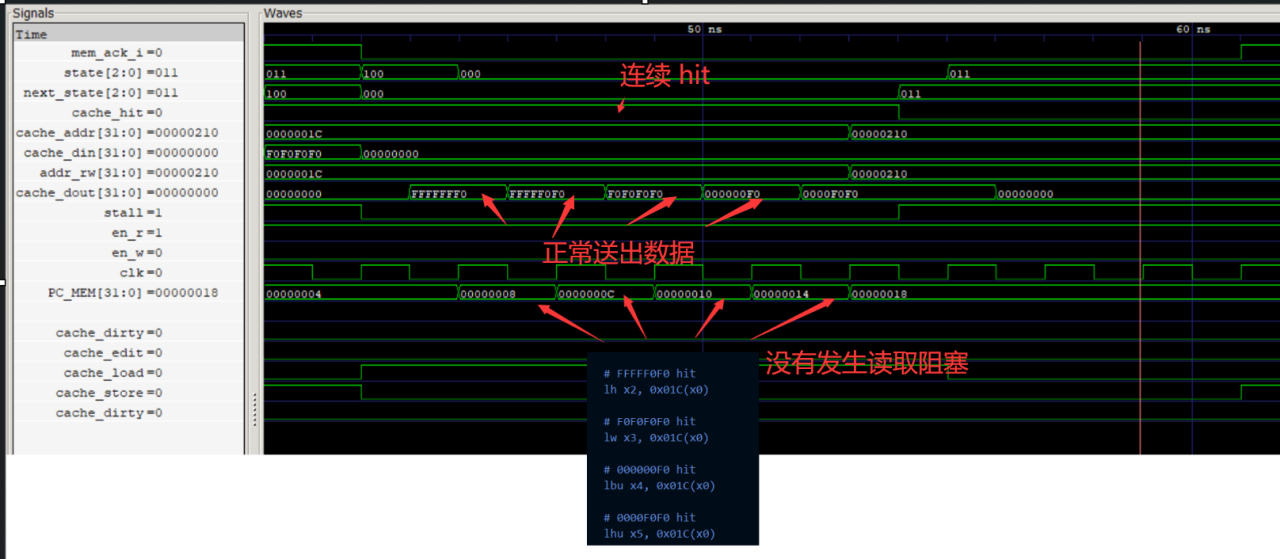 Signals
Waves
Time
50 ns
60 ns
mem_ack_i=0
state[2:0]=011
011
100
000
011
next_state[2:0]=011
100
000
011
连续 hit
cache_hit=0
cache_addr[31:0]=00000210
0000001C
00000210
cache_din[31:0]=00000000
F0F0F0F0
00000000
addr_rw[31:0]=00000210
0000001C
00000210
cache_dout[31:0]=00000000
00000000
FFFFFFF0
FFFFF0F0
F0F0F0F0
000000F0
0000F0F0
00000000
stall=1
en_r=1
正常送出数据
en_w=0
clk=0
PC_MEM[31:0]=00000018
00000004
00000008
0000000C
00000010
00000014
00000018
cache_dirty=0
cache_edit=0
cache_load=0
cache_store=0
cache_dirty=0
没有发生读取阻塞
# FFFFF0F0 hit
lh x2, 0x01C(x0)
# F0F0F0F0 hit
lw x3, 0x01C(x0)
# 000000F0 hit
lbu x4, 0x01C(x0)
# 0000F0F0 hit
lhu x5, 0x01C(x0)